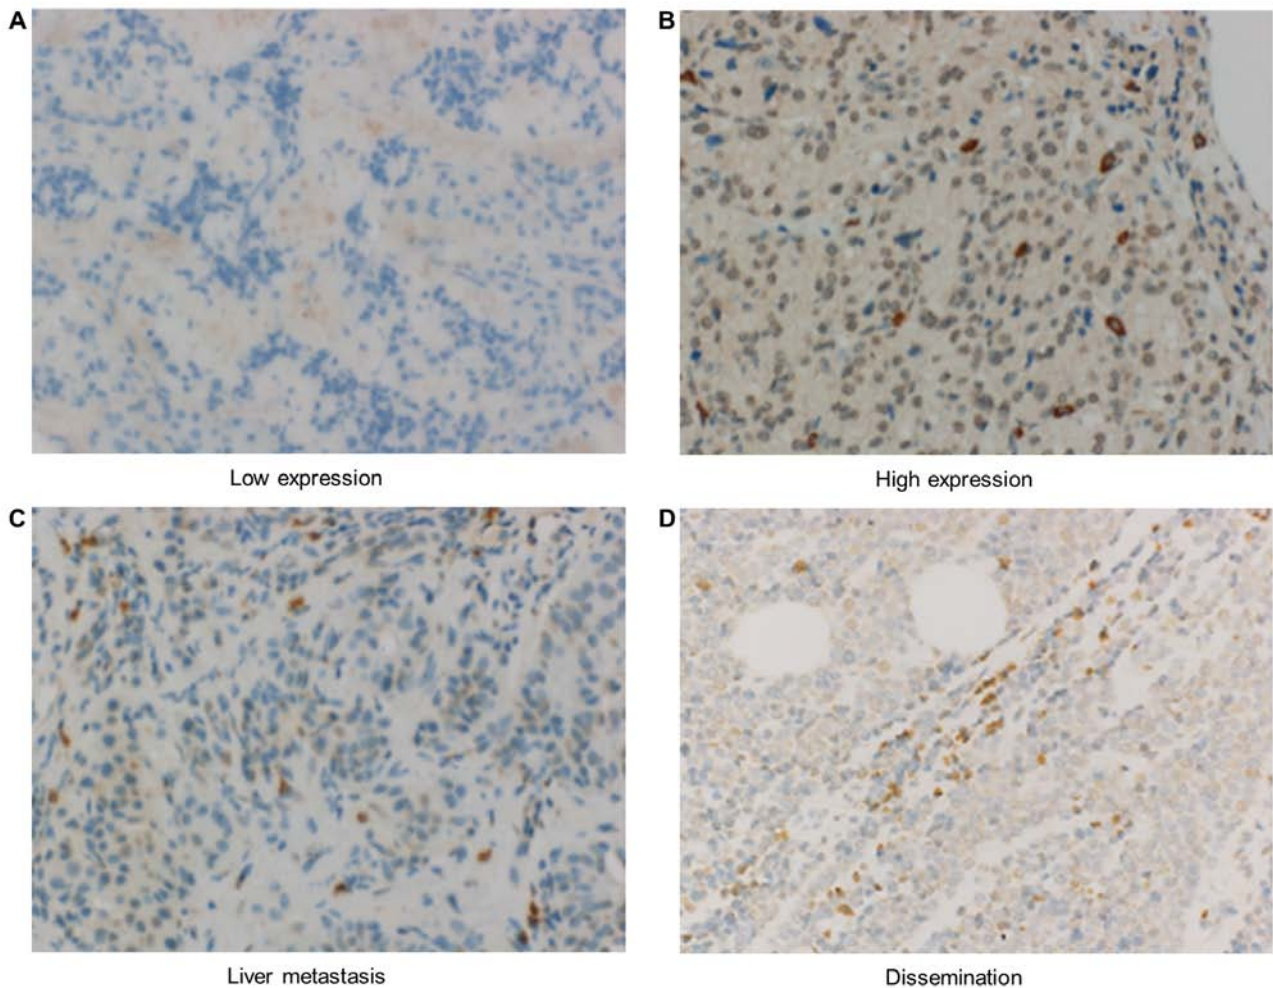 A
B
Low expression
High expression
C
D
Liver metastasis
Dissemination